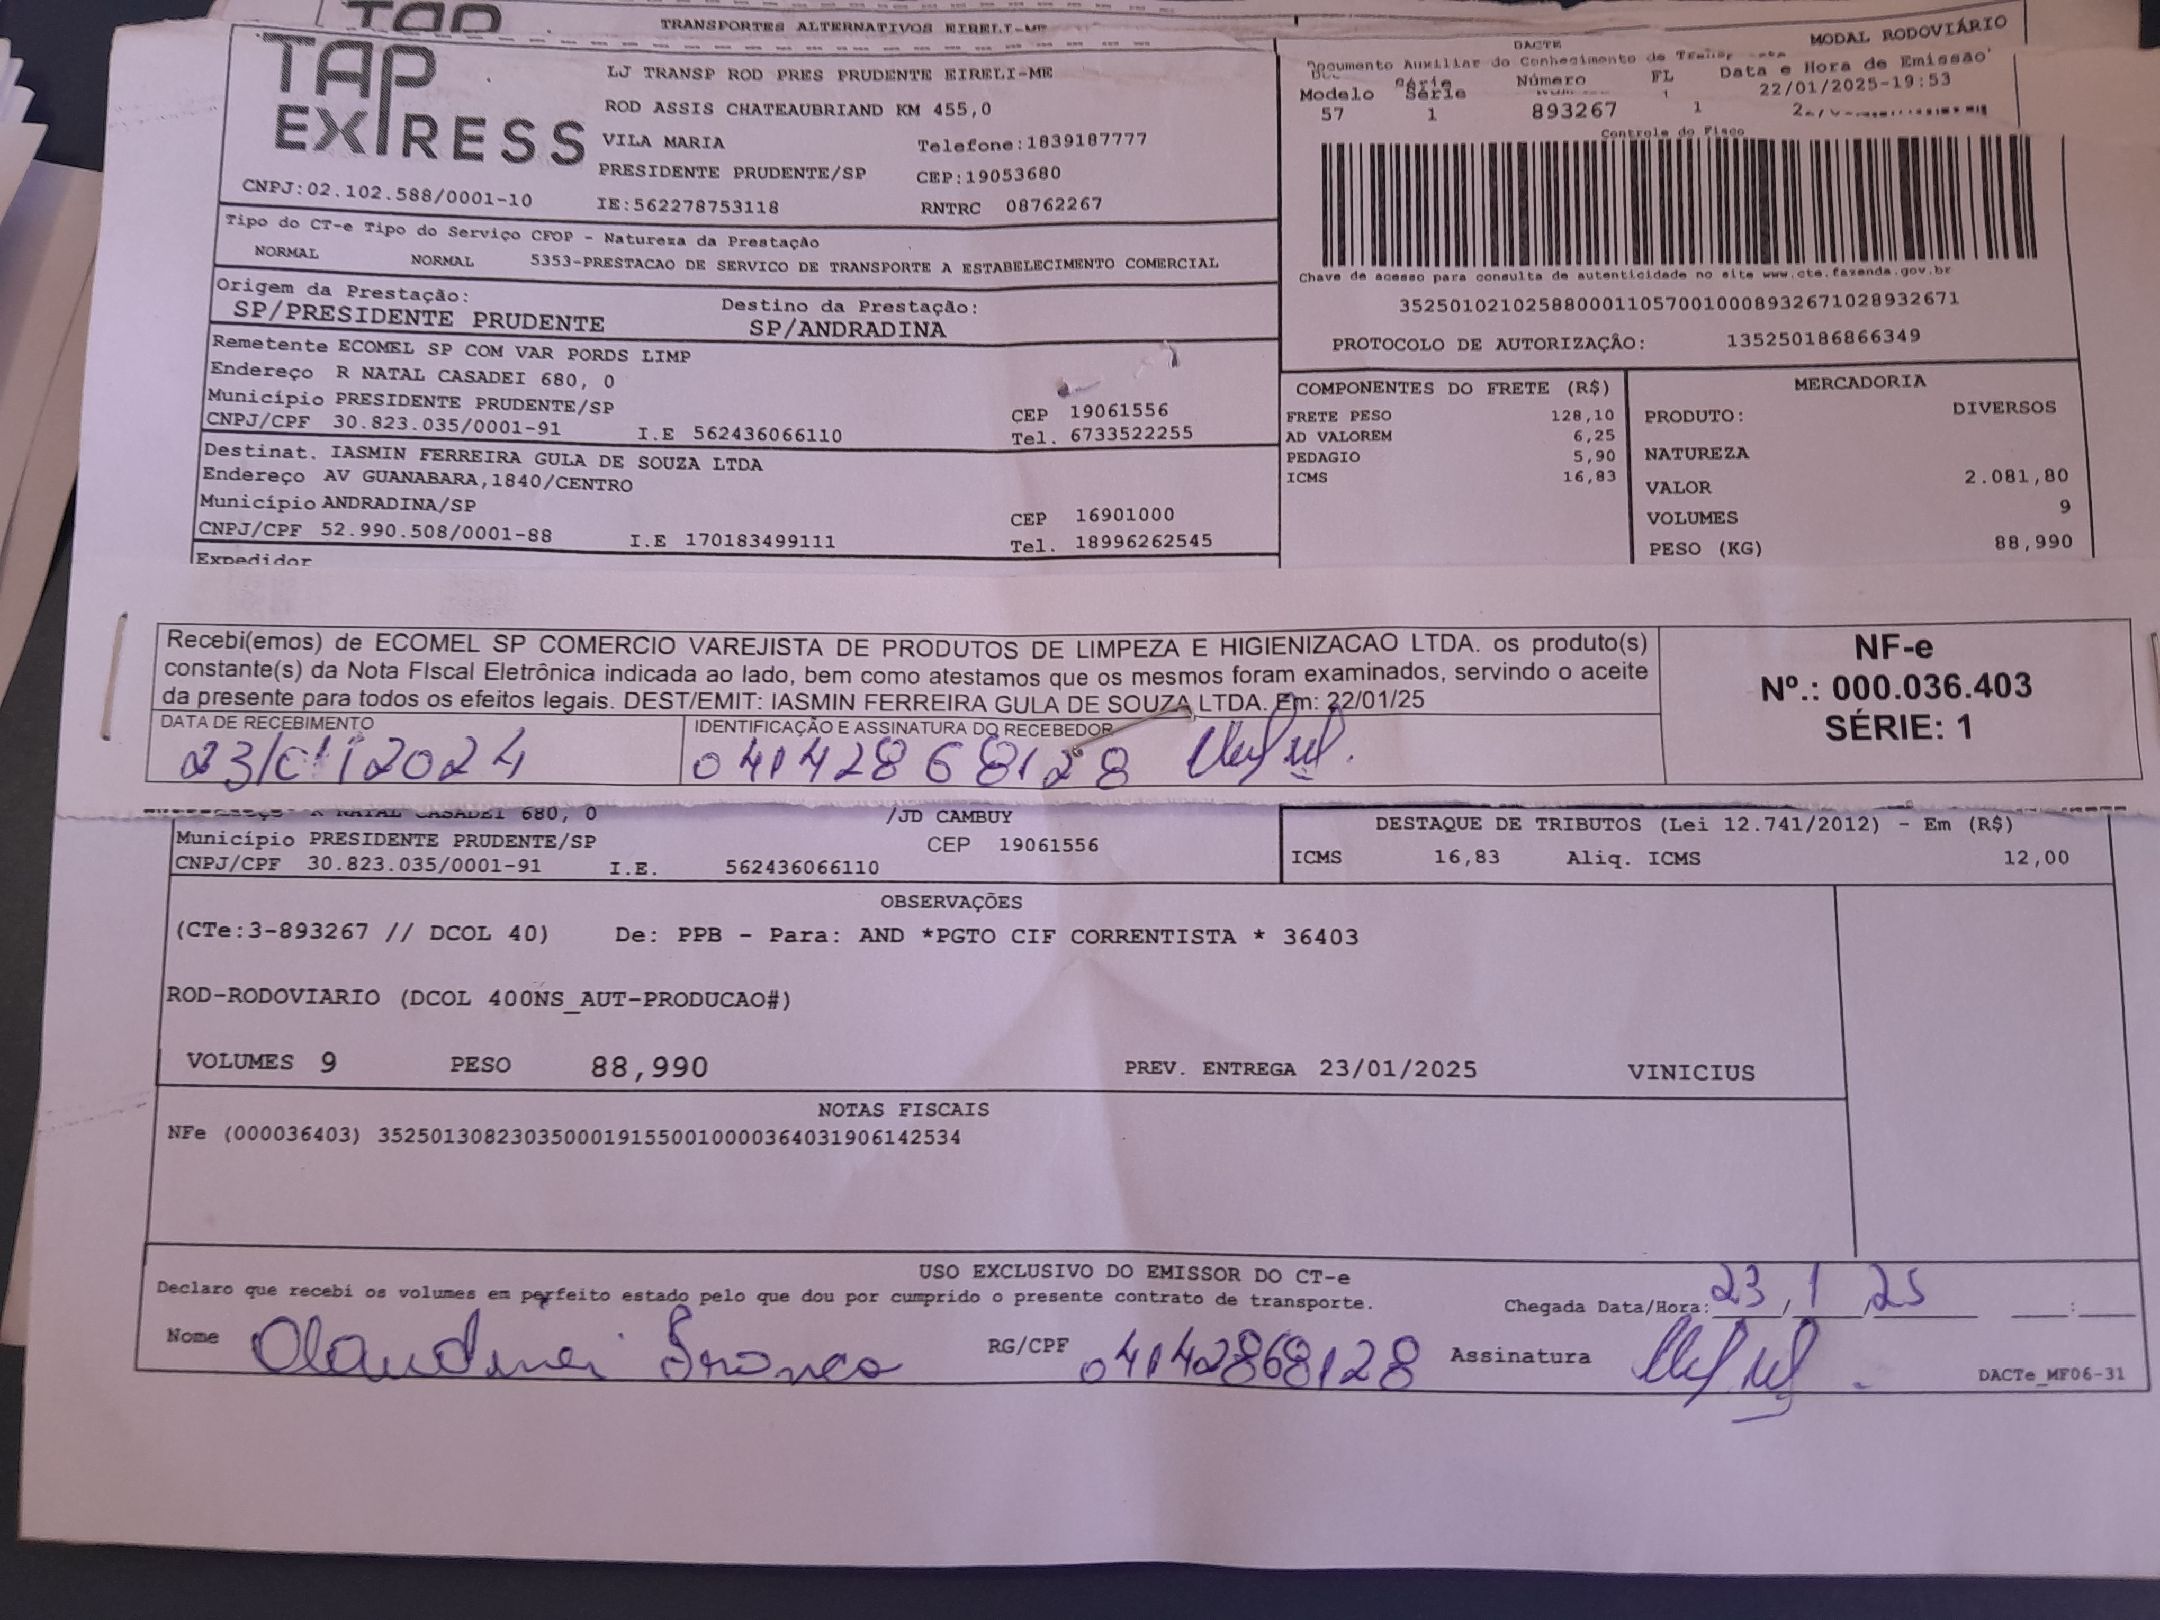 TAP
TRANSPORTES ALTERNATIVOS EIRELI-ME
TAP
EXPRESS
CNPJ:02.102.588/0001-10
LJ TRANSP ROD PRES PRUDENTE EIRELI-ME
ROD ASSIS CHATEAUBRIAND KM 455,0
VILA MARIA Telefone:1839187777
PRESIDENTE PRUDENTE/SP CEP:19053680
IE:562278753118 RNTRC 08762267
DACTE MODAL RODOVIÁRIO
Documento Auxiliar do Conhecimento de
Modelo Série Número FL Data e Hora de Emissão
57 1 893267 1 22/01/2025-19:53
Controle do Fisco
Chave de acesso para consulta de autenticidade no site www.cte.fazenda.gov.br
35250102102588000110570010008932671028932671
PROTOCOLO DE AUTORIZAÇÃO: 135250186866349
Tipo do CT-e Tipo do Serviço CFOP - Natureza da Prestação
NORMAL NORMAL 5353-PRESTACAO DE SERVICO DE TRANSPORTE A ESTABELECIMENTO COMERCIAL
Origem da Prestação: Destino da Prestação:
SP/PRESIDENTE PRUDENTE SP/ANDRADINA
Remetente ECOMEL SP COM VAR PORDS LIMP
Endereço R NATAL CASADEI 680, 0
Município PRESIDENTE PRUDENTE/SP CEP 19061556
CNPJ/CPF 30.823.035/0001-91 I.E 562436066110 Tel. 6733522255
Destinat. IASMIN FERREIRA GULA DE SOUZA LTDA
Endereço AV GUANABARA,1840/CENTRO
Município ANDRADINA/SP CEP 16901000
CNPJ/CPF 52.990.508/0001-88 I.E 170183499111 Tel. 18996262545
Expedidor
COMPONENTES DO FRETE (R$)
FRETE PESO 128,10
AD VALOREM 6,25
PEDAGIO 5,90
ICMS 16,83
MERCADORIA
PRODUTO: DIVERSOS
NATUREZA
VALOR 2.081,80
VOLUMES 9
PESO (KG) 88,990
Recebi(emos) de ECOMEL SP COMERCIO VAREJISTA DE PRODUTOS DE LIMPEZA E HIGIENIZACAO LTDA. os produto(s)
constante(s) da Nota FIscal Eletrônica indicada ao lado, bem como atestamos que os mesmos foram examinados, servindo o aceite
da presente para todos os efeitos legais. DEST/EMIT: IASMIN FERREIRA GULA DE SOUZA LTDA. Em: 22/01/25
DATA DE RECEBIMENTO IDENTIFICAÇÃO E ASSINATURA DO RECEBEDOR
23/01/2024 04142868128
NF-e
Nº.: 000.036.403
SÉRIE: 1
R NATAL CASADEI 680, 0 /JD CAMBUY
Município PRESIDENTE PRUDENTE/SP CEP 19061556
CNPJ/CPF 30.823.035/0001-91 I.E. 562436066110
DESTAQUE DE TRIBUTOS (Lei 12.741/2012) - Em (R$)
ICMS 16,83 Aliq. ICMS 12,00
OBSERVAÇÕES
(CTe:3-893267 // DCOL 40) De: PPB - Para: AND *PGTO CIF CORRENTISTA * 36403
ROD-RODOVIARIO (DCOL 400NS_AUT-PRODUCAO#)
VOLUMES 9 PESO 88,990 PREV. ENTREGA 23/01/2025 VINICIUS
NOTAS FISCAIS
NFe (000036403) 35250130823035000191550010000364031906142534
USO EXCLUSIVO DO EMISSOR DO CT-e
Declaro que recebi os volumes em perfeito estado pelo que dou por cumprido o presente contrato de transporte. Chegada Data/Hora: 23/1/25 :
Nome Claudinei Branco RG/CPF 04142868128 Assinatura
DACTe_MF06-31